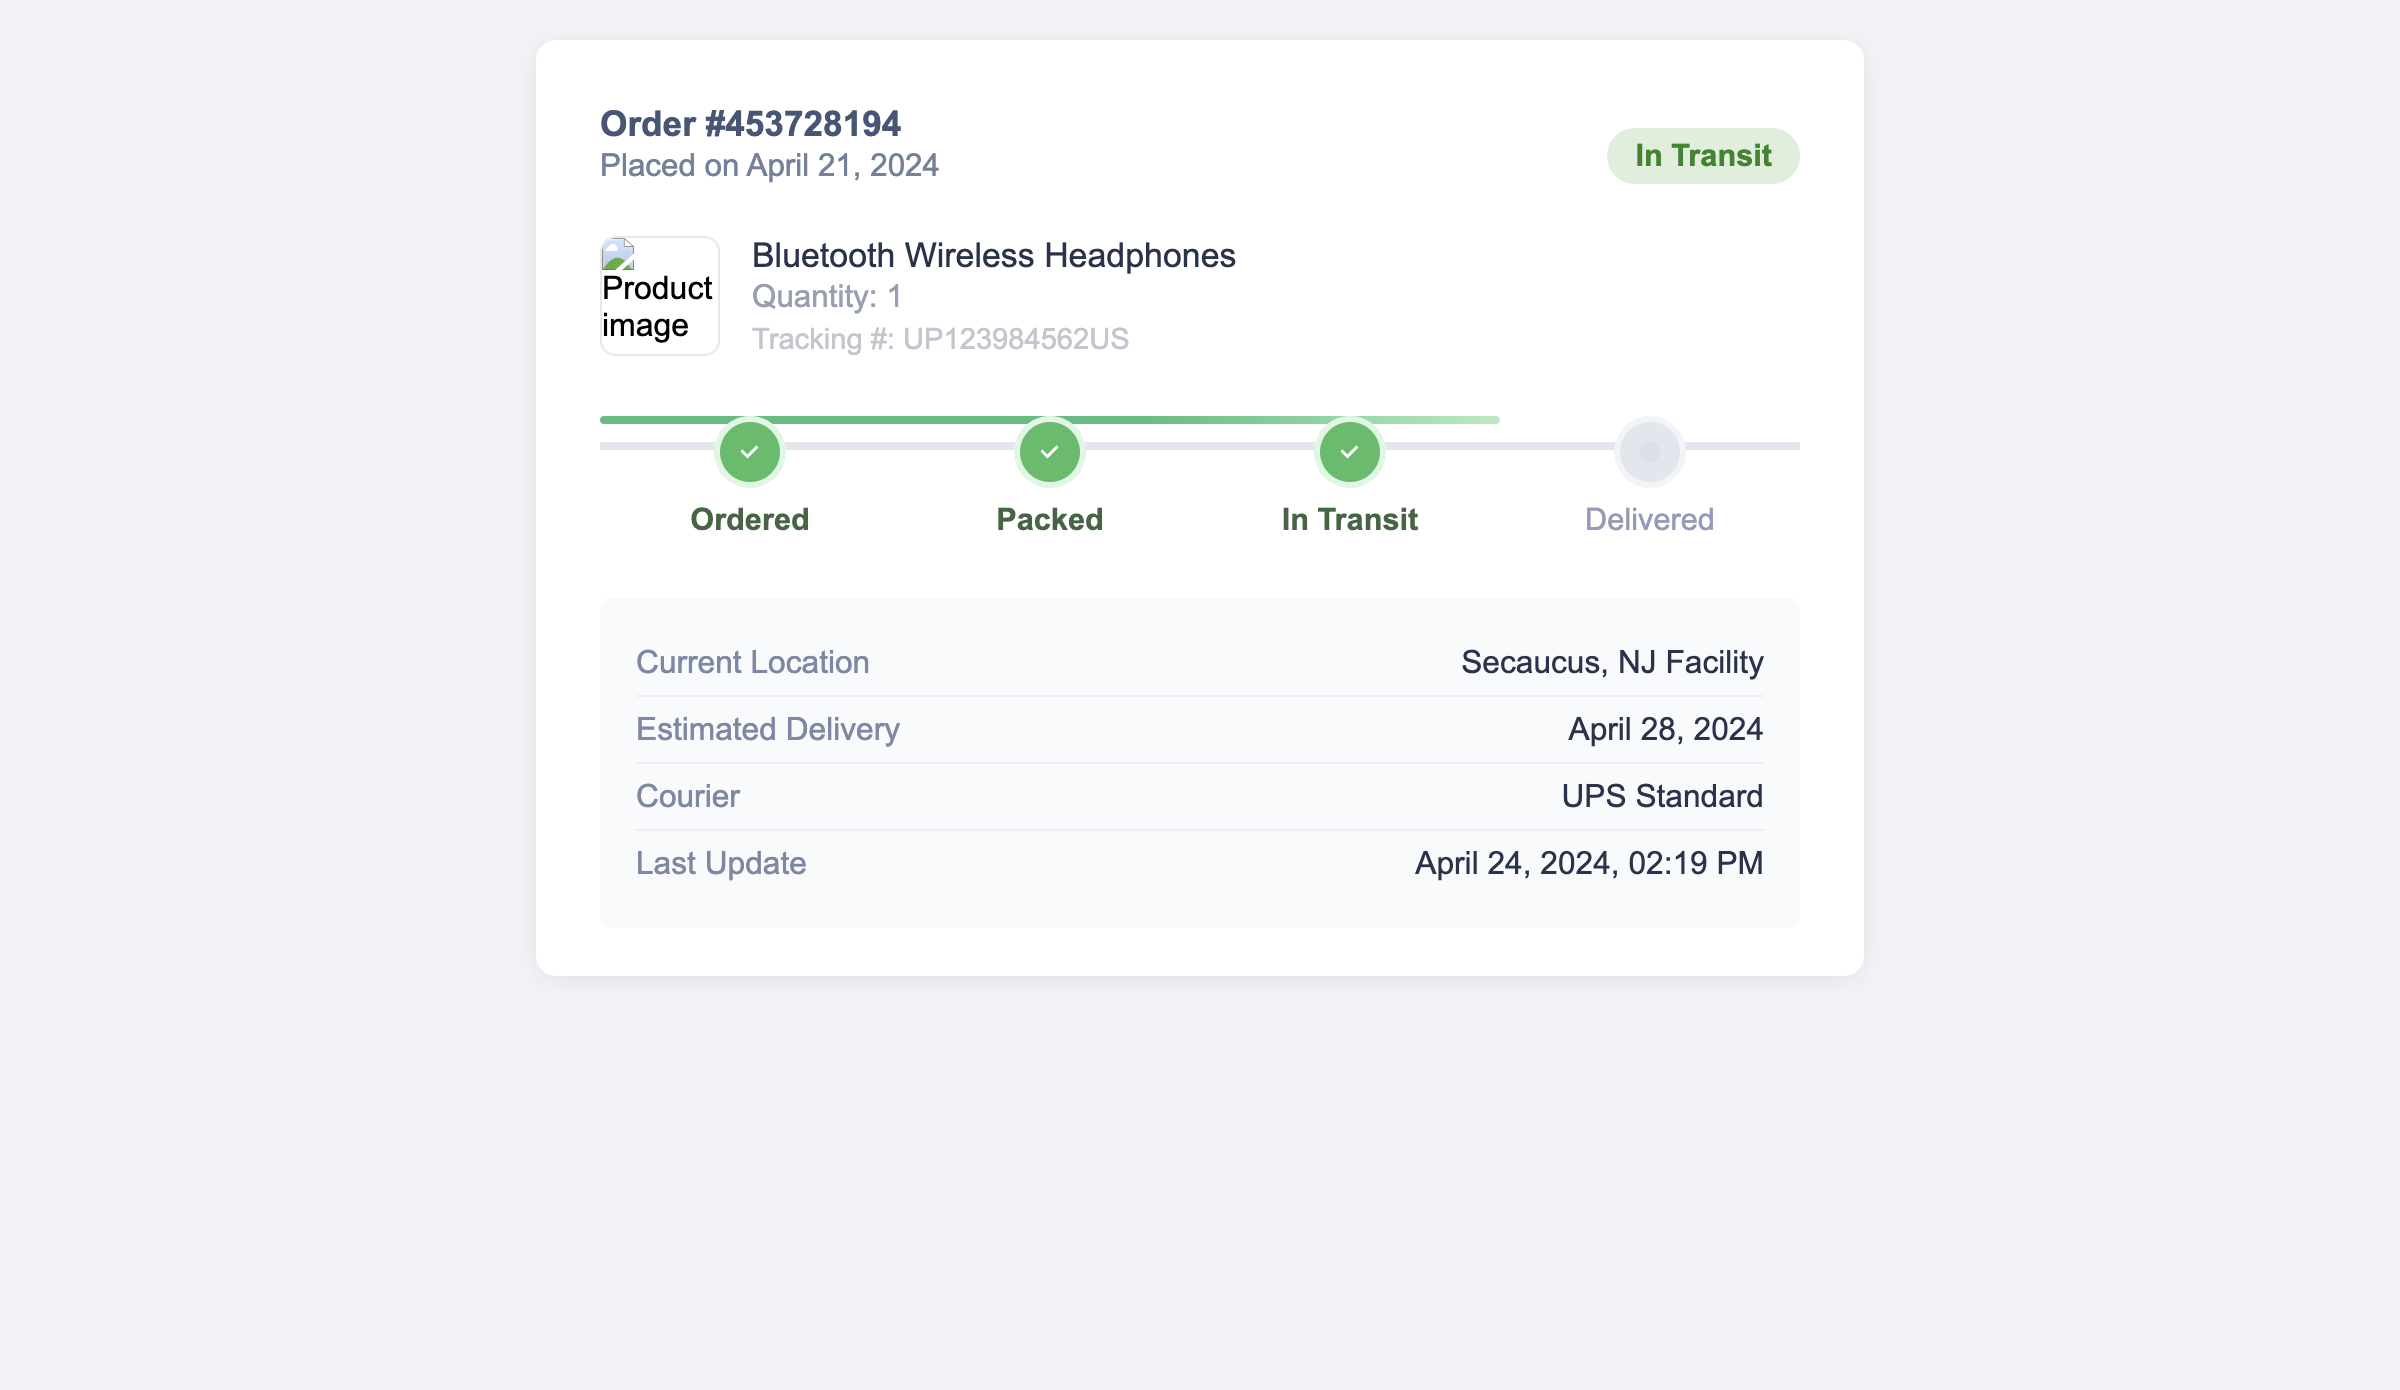 Order #453728194
Placed on April 21, 2024
In Transit
Product
image
Bluetooth Wireless Headphones
Quantity: 1
Tracking #: UP123984562US
Ordered
Packed
In Transit
Delivered
Current Location
Secaucus, NJ Facility
Estimated Delivery
April 28, 2024
Courier
UPS Standard
Last Update
April 24, 2024, 02:19 PM